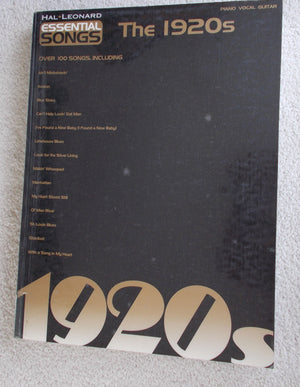 HAL•LEONARD
ESSENTIAL
SONGS
The 1920s
PIANO VOCAL GUITAR
OVER 100 SONGS, INCLUDING
Ain't Misbehavin'
Avalon
Blue Skies
Can't Help Lovin' Dat Man
I've Found a New Baby (I Found a New Baby)
Limehouse Blues
Look for the Silver Lining
Makin' Whoopee!
Manhattan
My Heart Stood Still
Ol' Man River
St. Louis Blues
Stardust
With a Song in My Heart
1920s